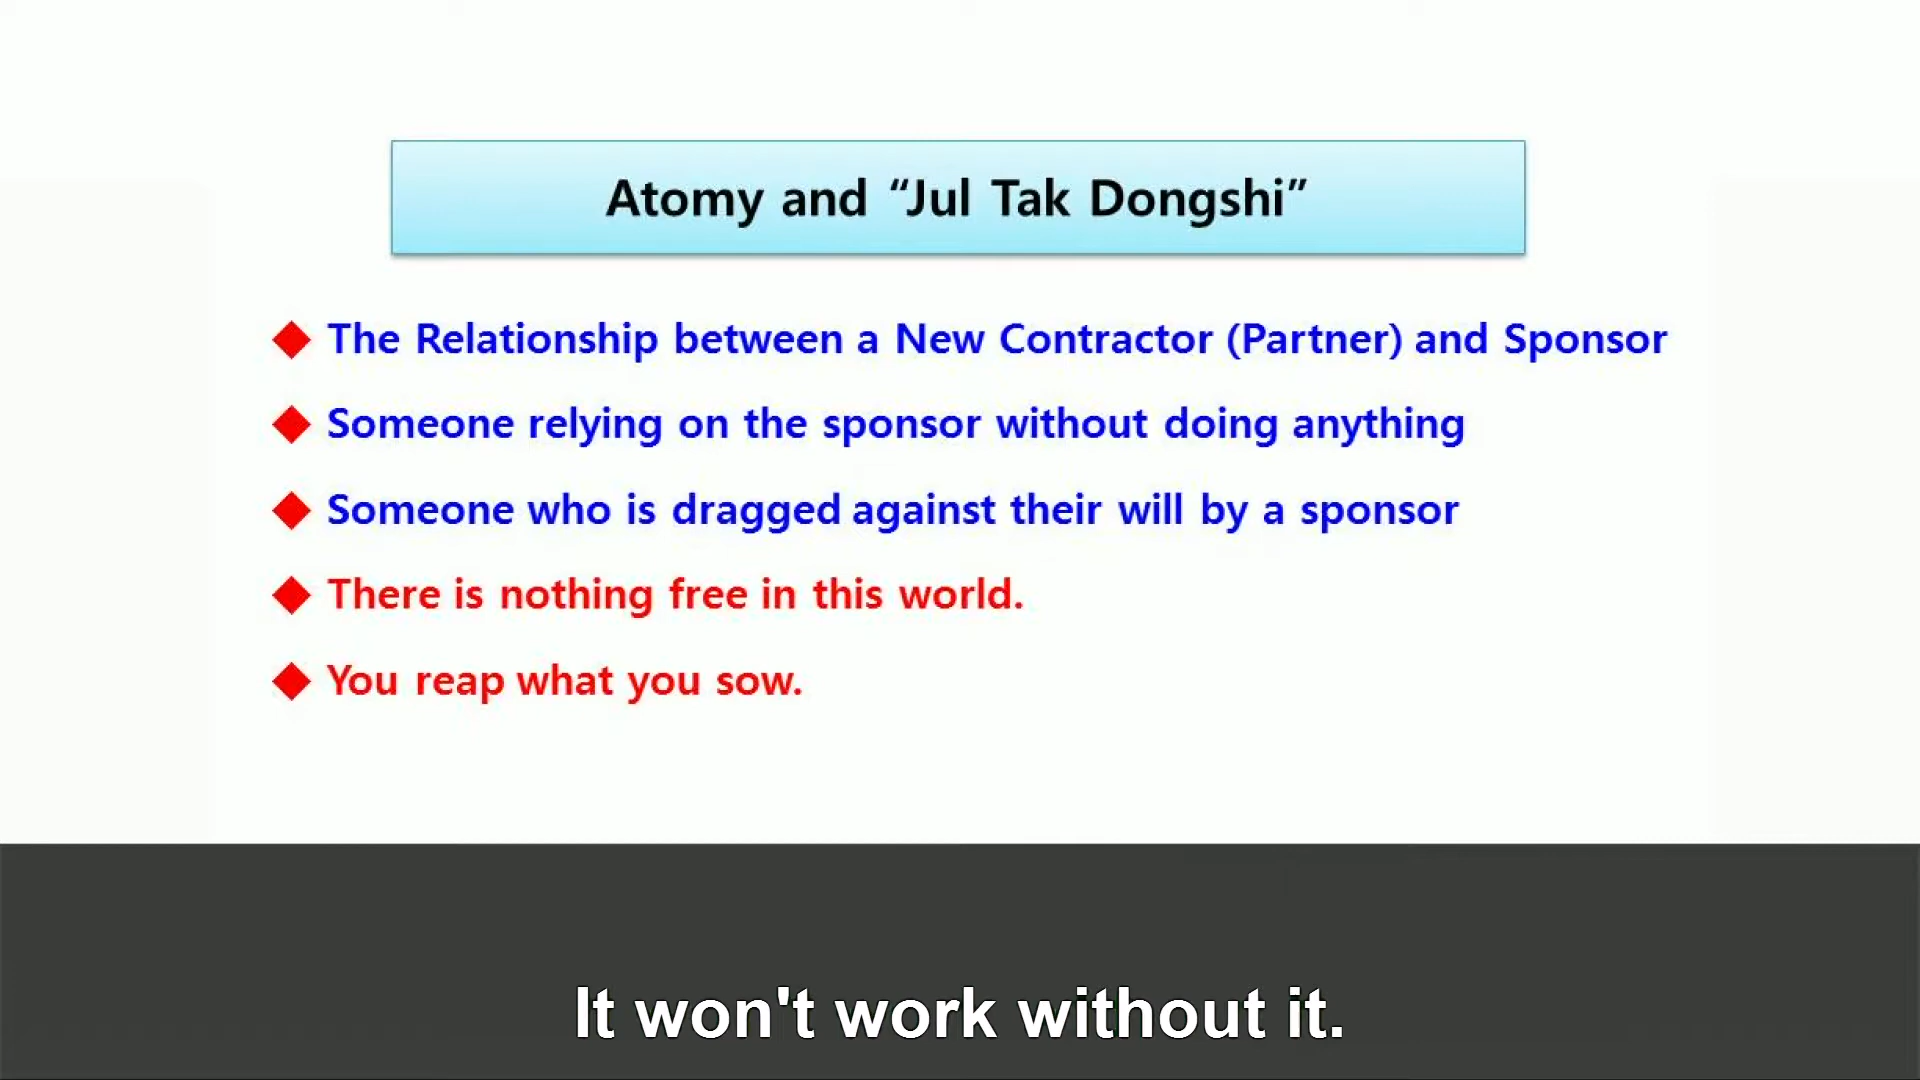 Atomy and “Jul Tak Dongshi”
The Relationship between a New Contractor (Partner) and Sponsor
Someone relying on the sponsor without doing anything
Someone who is dragged against their will by a sponsor
There is nothing free in this world.
You reap what you sow.
It won't work without it.